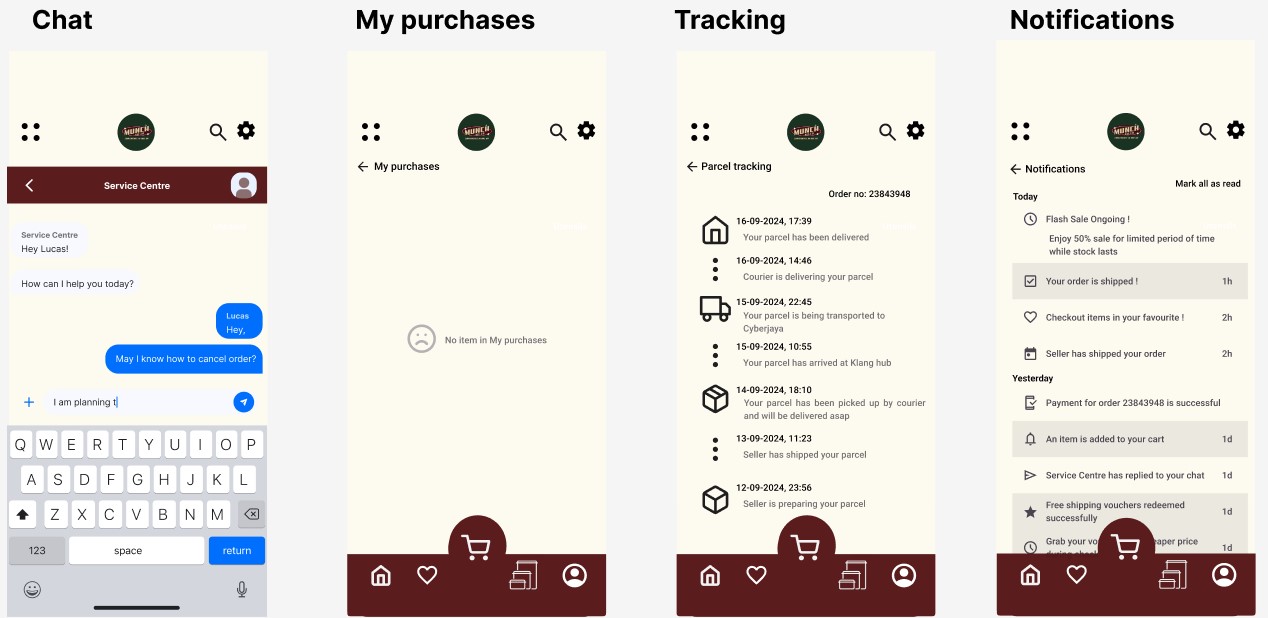 Chat
My purchases
Tracking
Notifications
MUNCH
Service Centre
Service Centre
Hey Lucas!
How can I help you today?
Lucas
Hey,
May I know how to cancel order?
I am planning t
Q W E R T Y U I O P
A S D F G H J K L
Z X C V B N M
123 space return
MUNCH
My purchases
No item in My purchases
MUNCH
Parcel tracking
Order no: 23843948
16-09-2024, 17:39
Your parcel has been delivered
16-09-2024, 14:46
Courier is delivering your parcel
15-09-2024, 22:45
Your parcel is being transported to
Cyberjaya
15-09-2024, 10:55
Your parcel has arrived at Klang hub
14-09-2024, 18:10
Your parcel has been picked up by courier
and will be delivered asap
13-09-2024, 11:23
Seller has shipped your parcel
12-09-2024, 23:56
Seller is preparing your parcel
MUNCH
Notifications
Mark all as read
Today
Flash Sale Ongoing !
Enjoy 50% sale for limited period of time
while stock lasts
Your order is shipped ! 1h
Checkout items in your favourite ! 2h
Seller has shipped your order 2h
Yesterday
Payment for order 23843948 is successful
An item is added to your cart 1d
Service Centre has replied to your chat 1d
Free shipping vouchers redeemed
successfully 1d
Grab your price 1d